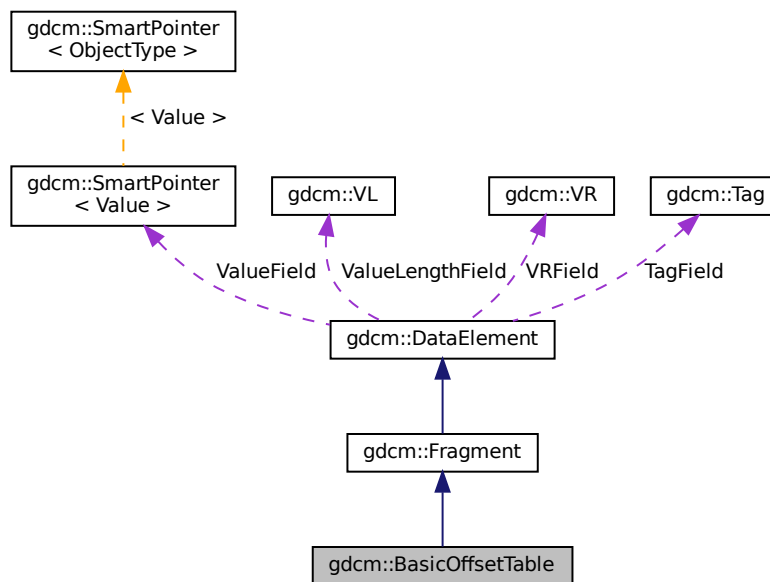 gdcm::SmartPointer
< ObjectType >
< Value >
gdcm::SmartPointer
< Value >
gdcm::VL
gdcm::VR
gdcm::Tag
ValueField
ValueLengthField
VRField
TagField
gdcm::DataElement
gdcm::Fragment
gdcm::BasicOffsetTable